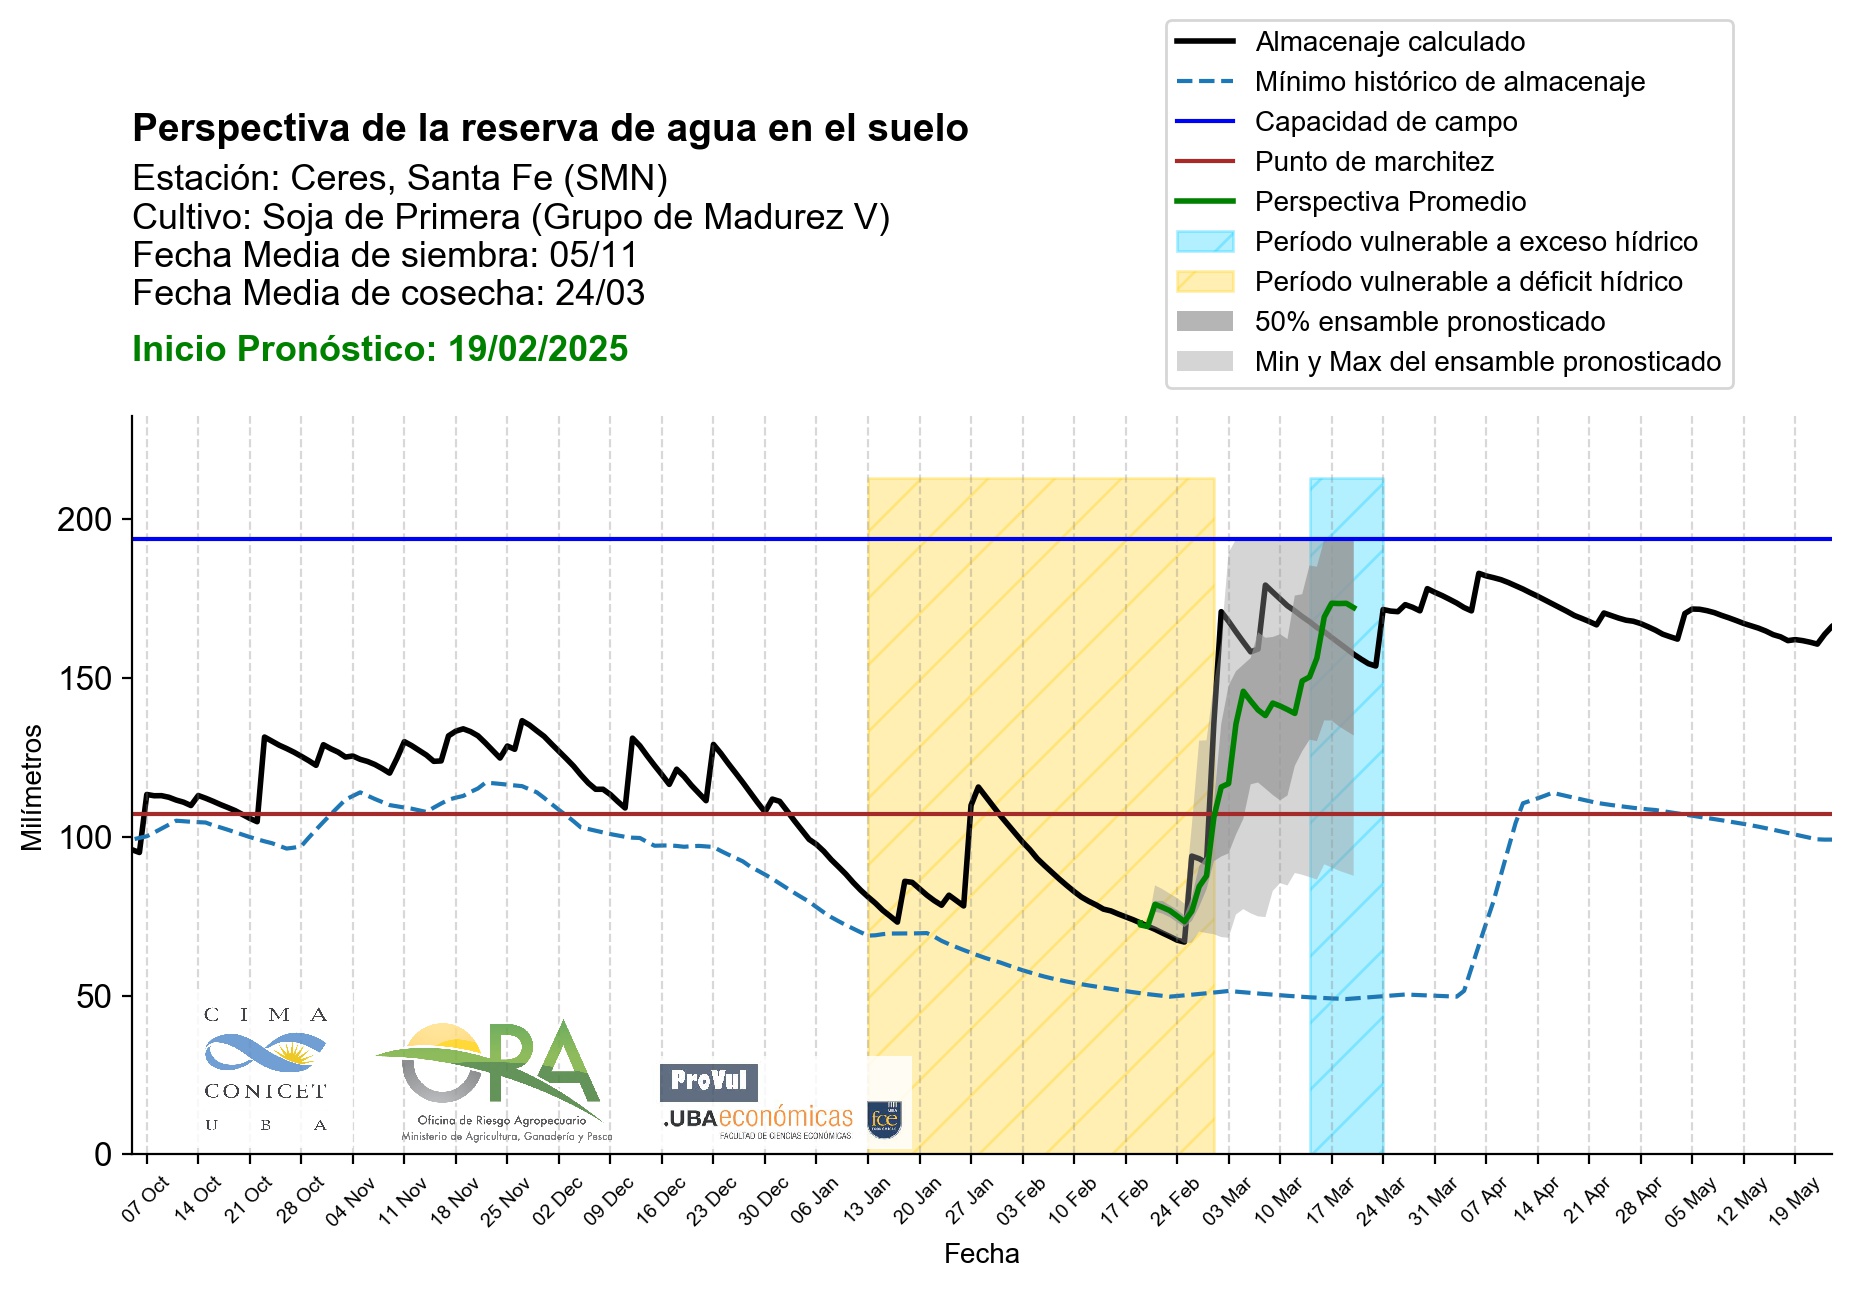 Almacenaje calculado
Mínimo histórico de almacenaje
Capacidad de campo
Punto de marchitez
Perspectiva Promedio
Período vulnerable a exceso hídrico
Período vulnerable a déficit hídrico
50% ensamble pronosticado
Min y Max del ensamble pronosticado
Perspectiva de la reserva de agua en el suelo
Estación: Ceres, Santa Fe (SMN)
Cultivo: Soja de Primera (Grupo de Madurez V)
Fecha Media de siembra: 05/11
Fecha Media de cosecha: 24/03
Inicio Pronóstico: 19/02/2025
200
150
100
50
0
Milímetros
CIMA
CONICET
UBA
ORA
Oficina de Riesgo Agropecuario
Ministerio de Agricultura, Ganadería y Pesca
ProVul
.UBAeconómicas
FACULTAD DE CIENCIAS ECONÓMICAS
UBA
fce
07 Oct
14 Oct
21 Oct
28 Oct
04 Nov
11 Nov
18 Nov
25 Nov
02 Dec
09 Dec
16 Dec
23 Dec
30 Dec
06 Jan
13 Jan
20 Jan
27 Jan
03 Feb
10 Feb
17 Feb
24 Feb
03 Mar
10 Mar
17 Mar
24 Mar
31 Mar
07 Apr
14 Apr
21 Apr
28 Apr
05 May
12 May
19 May
Fecha